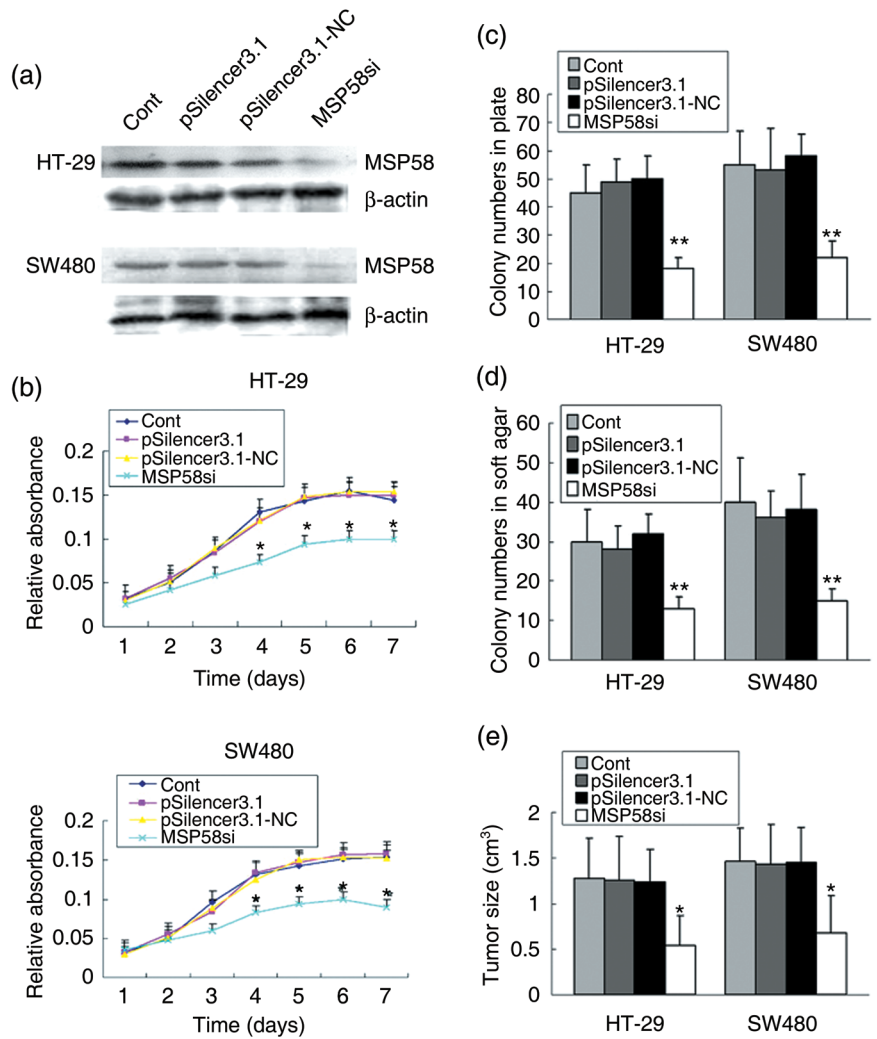 (a)
Cont
pSilencer3.1
pSilencer3.1-NC
MSP58si
HT-29
MSP58
β-actin
SW480
MSP58
β-actin
(b)
HT-29
Cont
pSilencer3.1
pSilencer3.1-NC
MSP58si
Relative absorbance
0.2
0.15
0.1
0.05
0
* * * *
1 2 3 4 5 6 7
Time (days)
SW480
Cont
pSilencer3.1
pSilencer3.1-NC
MSP58si
Relative absorbance
0.2
0.15
0.1
0.05
0
* * * *
1 2 3 4 5 6 7
Time (days)
(c)
Cont
pSilencer3.1
pSilencer3.1-NC
MSP58si
Colony numbers in plate
80
70
60
50
40
30
20
10
0
** **
HT-29 SW480
(d)
Cont
pSilencer3.1
pSilencer3.1-NC
MSP58si
Colony numbers in soft agar
60
50
40
30
20
10
0
** **
HT-29 SW480
(e)
Cont
pSilencer3.1
pSilencer3.1-NC
MSP58si
Tumor size (cm³)
2
1.5
1
0.5
0
* *
HT-29 SW480